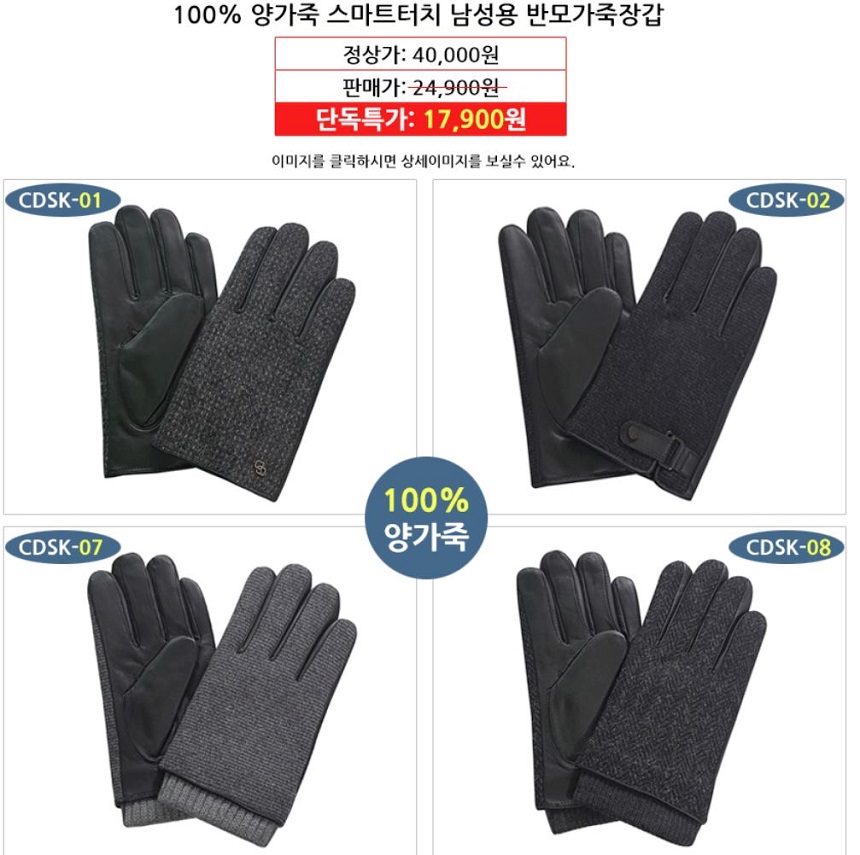 100% 양가죽 스마트터치 남성용 반모가죽장갑
정상가: 40,000원
판매가: 24,900원
단독특가: 17,900원
이미지를 클릭하시면 상세이미지를 보실수 있어요.
CDSK-01
CDSK-02
100%
양가죽
CDSK-07
CDSK-08